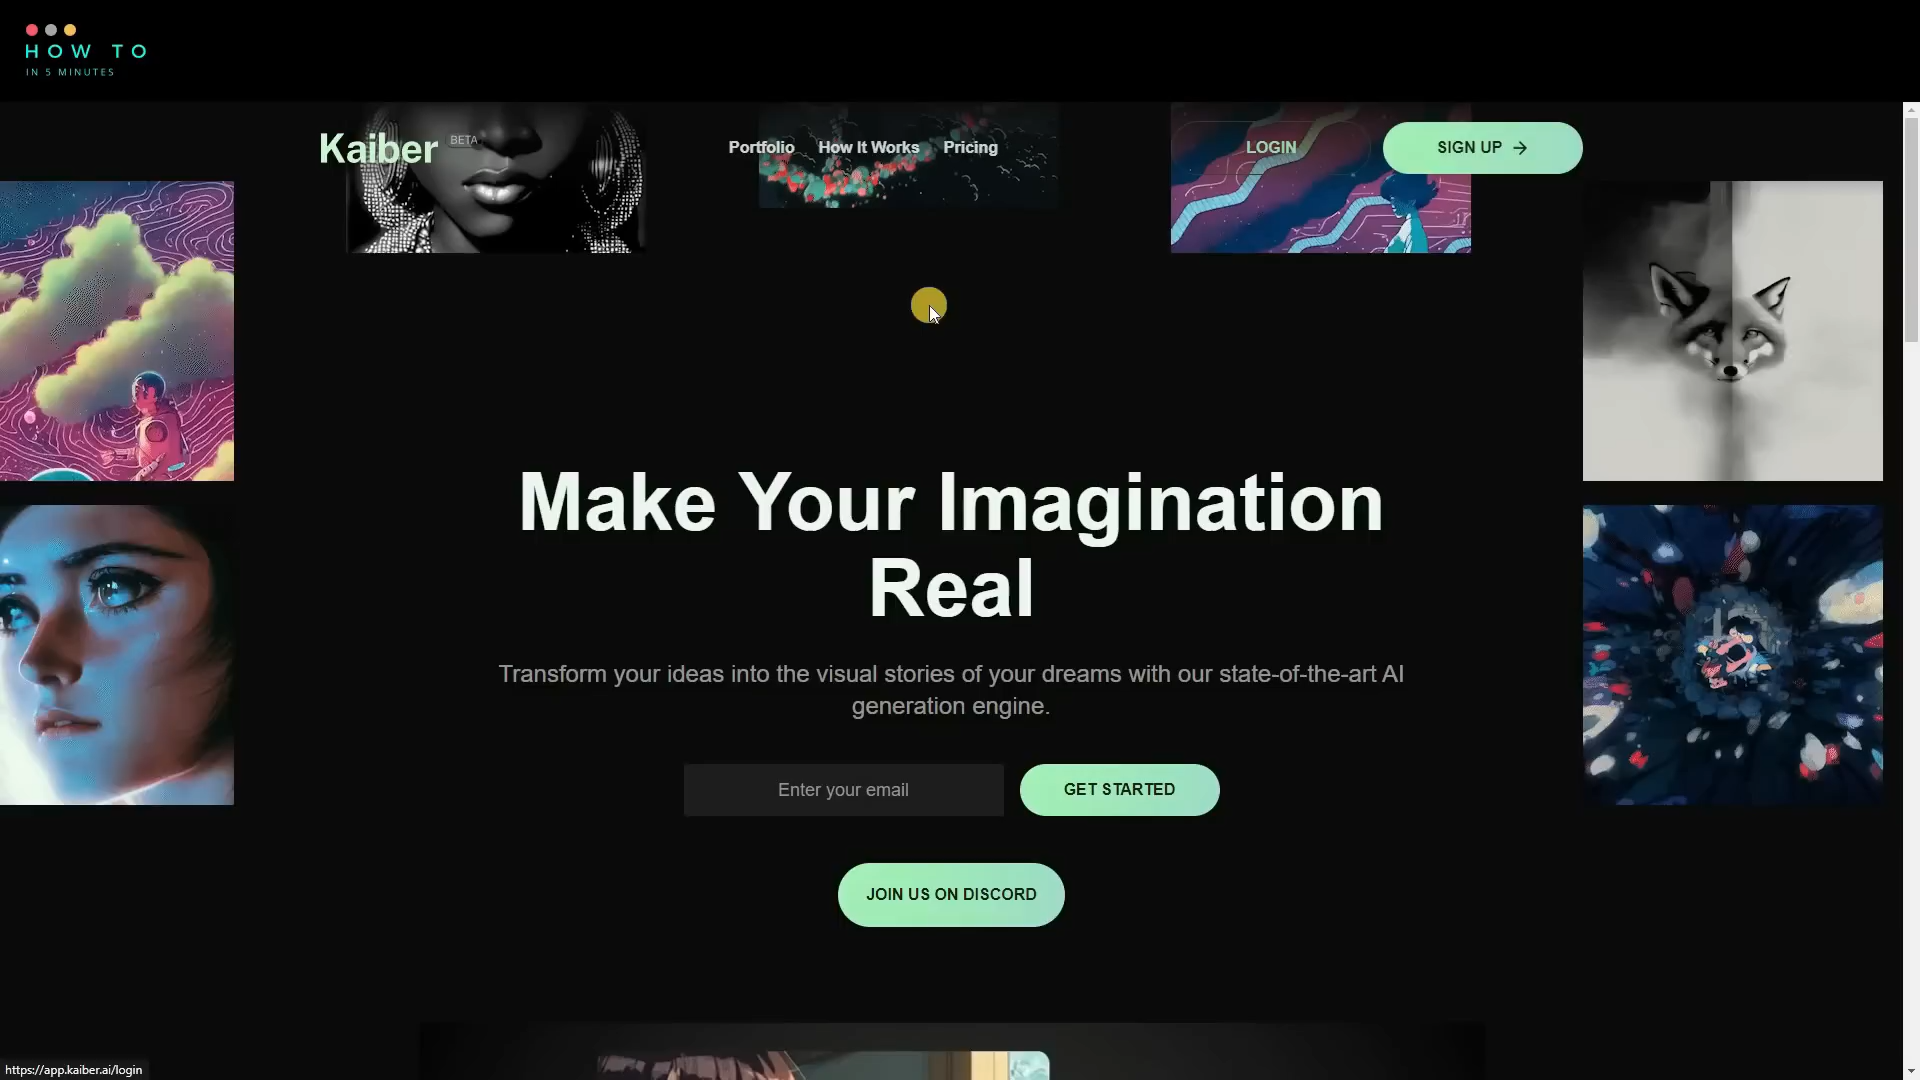 HOW TO
IN 5 MINUTES
Kaiber BETA
Portfolio How It Works Pricing
LOGIN
SIGN UP
Make Your Imagination
Real
Transform your ideas into the visual stories of your dreams with our state-of-the-art AI
generation engine.
Enter your email
GET STARTED
JOIN US ON DISCORD
https://app.kaiber.ai/login